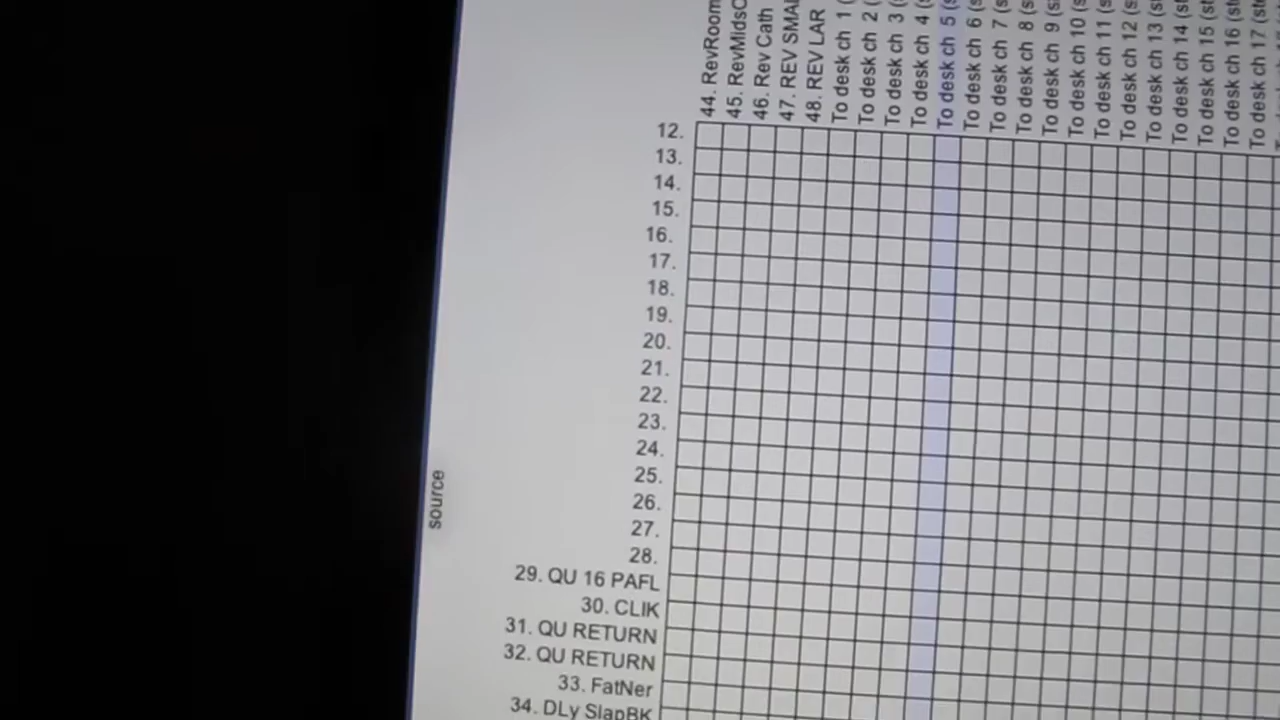 44. RevRoom
45.
46. Rev Cath
47. REV
48. REV
To desk ch 1 (
To desk ch 2 (
To desk ch 3 (
To desk ch 4 (
To desk ch 5 (
To desk ch 6 (
To desk ch 7 (
To desk ch 8 (
To desk ch 9 (
To desk ch 10 (
To desk ch 11 (
To desk ch 12 (
To desk ch 13
To desk ch 14
To desk ch 15
To desk ch 16
To desk ch 17
12.
13.
14.
15.
16.
17.
18.
19.
20.
21.
22.
23.
24.
25.
26.
27.
28.
29. QU 16 PAFL
30. CLIK
31. QU RETURN
32. QU RETURN
33. FatNer
34. DLy SlapBK
source